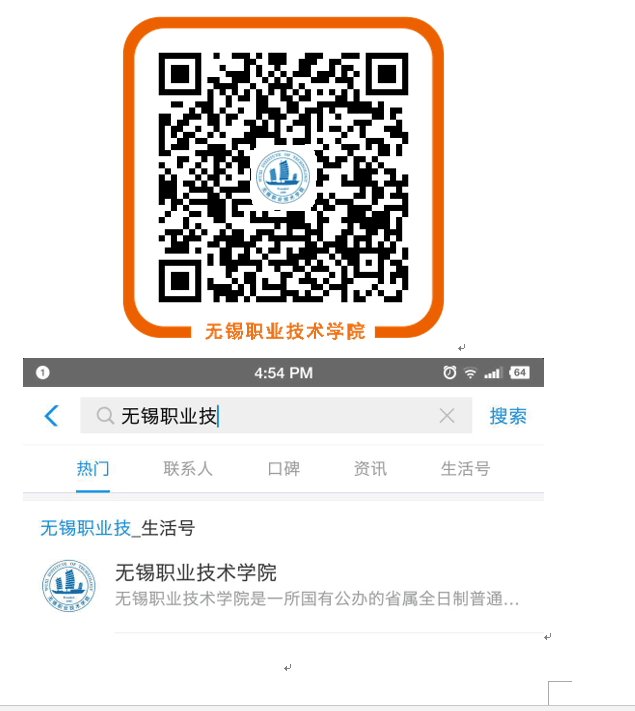 无锡职业技术学院
4:54 PM
64
无锡职业技
搜索
热门 联系人 口碑 资讯 生活号
无锡职业技_生活号
无锡职业技术学院
无锡职业技术学院是一所国有公办的省属全日制普通...